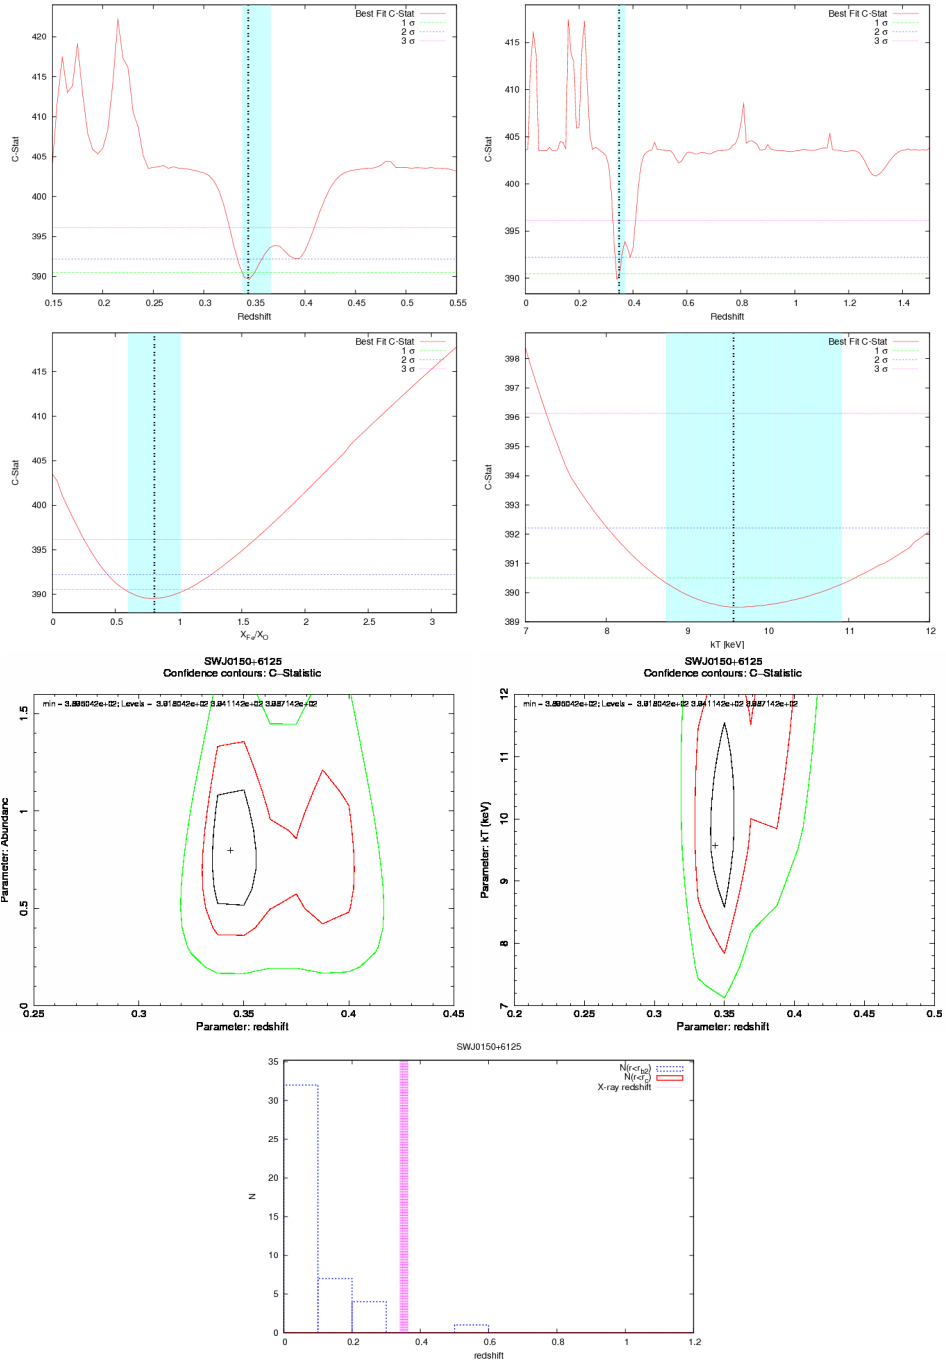 Best Fit C-Stat
1 σ
2 σ
3 σ
420
415
410
405
400
395
390
C-Stat
0.15 0.2 0.25 0.3 0.35 0.4 0.45 0.5 0.55
Redshift
Best Fit C-Stat
1 σ
2 σ
3 σ
415
410
405
400
395
390
C-Stat
0 0.2 0.4 0.6 0.8 1 1.2 1.4
Redshift
Best Fit C-Stat
1 σ
2 σ
3 σ
415
410
405
400
395
390
C-Stat
0 0.5 1 1.5 2 2.5 3
X_Fe/X_O
Best Fit C-Stat
1 σ
2 σ
3 σ
398
397
396
395
394
393
392
391
390
389
C-Stat
7 8 9 10 11 12
kT [keV]
SWJ0150+6125
Confidence contours: C-Statistic
1.5
1
0.5
0
Parameter: Abundanc
0.25 0.3 0.35 0.4 0.45
Parameter: redshift
SWJ0150+6125
Confidence contours: C-Statistic
12
11
10
9
8
7
Parameter: kT (keV)
0.2 0.25 0.3 0.35 0.4 0.45 0.5
Parameter: redshift
SWJ0150+6125
N(r<r_b2)
N(r<r_c)
X-ray redshift
35
30
25
20
15
10
5
0
N
0 0.2 0.4 0.6 0.8 1 1.2
redshift